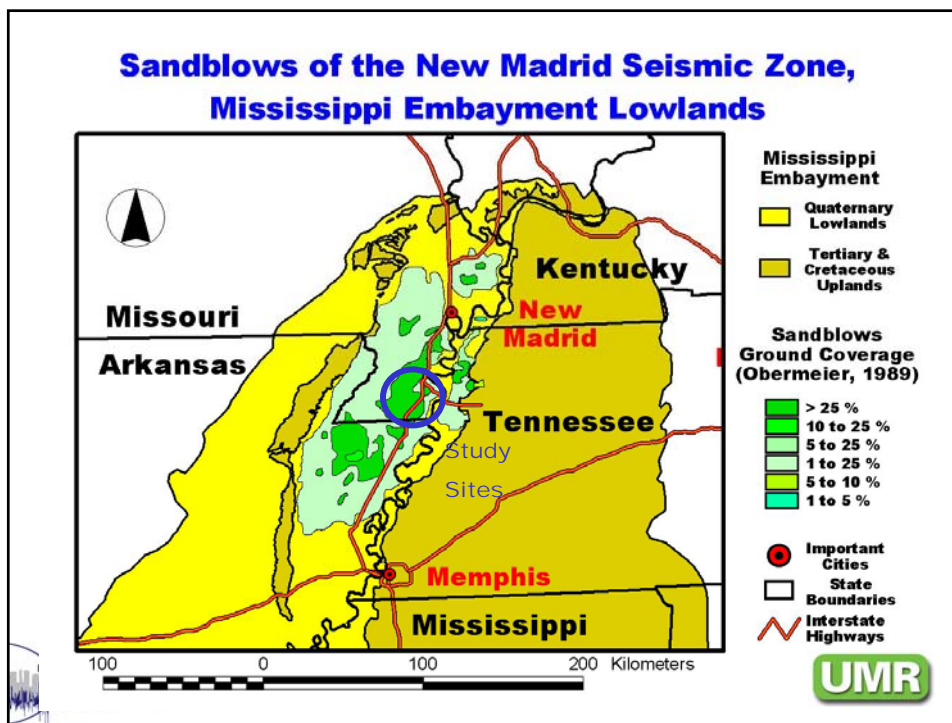 Sandblows of the New Madrid Seismic Zone,
Mississippi Embayment Lowlands
Mississippi
Embayment
Quaternary
Lowlands
Tertiary &
Cretaceous
Uplands
Sandblows
Ground Coverage
(Obermeier, 1989)
> 25 %
10 to 25 %
5 to 25 %
1 to 25 %
5 to 10 %
1 to 5 %
Important
Cities
State
Boundaries
Interstate
Highways
Kentucky
New
Madrid
Missouri
Arkansas
Tennessee
Study
Sites
Memphis
Mississippi
100 0 100 200 Kilometers
UMR